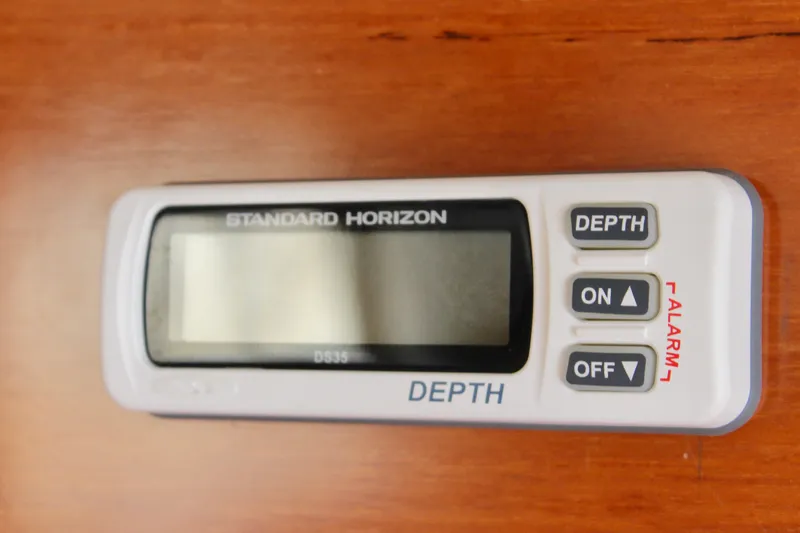 STANDARD HORIZON
DS35
DEPTH
DEPTH
ON ▲
OFF ▼
ALARM